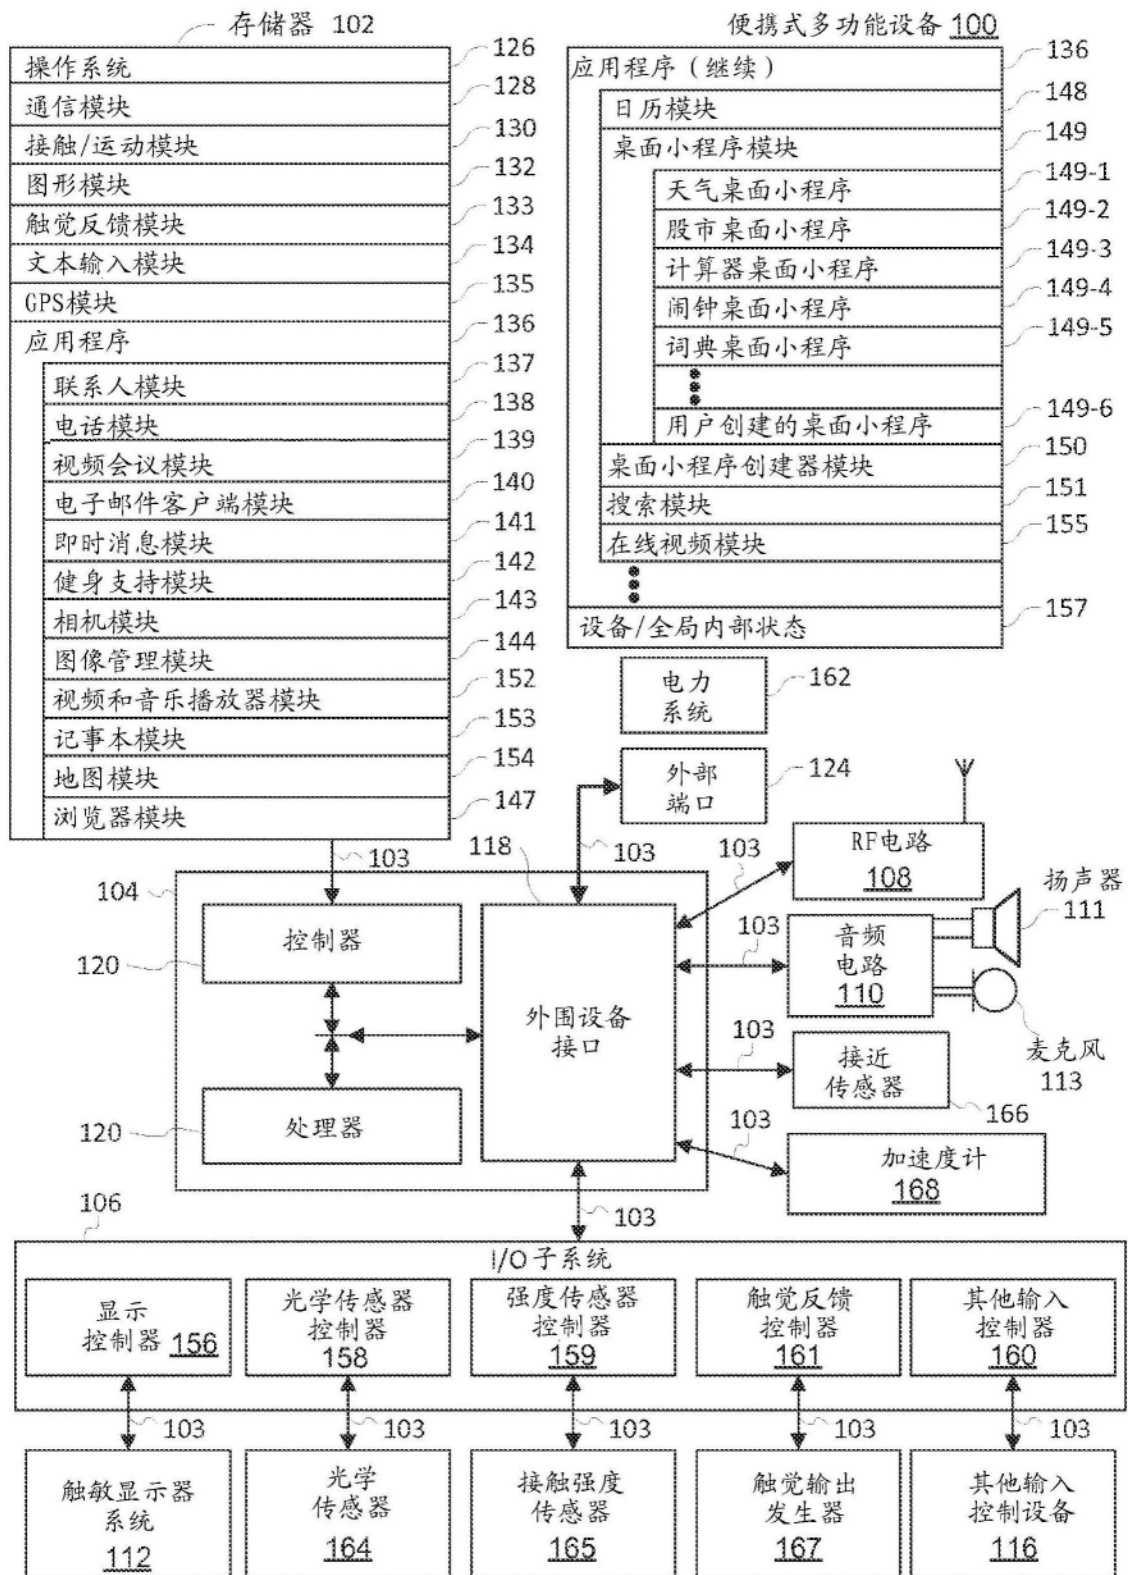 存储器 102
操作系统 126
通信模块 128
接触/运动模块 130
图形模块 132
触觉反馈模块 133
文本输入模块 134
GPS模块 135
应用程序 136
联系人模块 137
电话模块 138
视频会议模块 139
电子邮件客户端模块 140
即时消息模块 141
健身支持模块 142
相机模块 143
图像管理模块 144
视频和音乐播放器模块 152
记事本模块 153
地图模块 154
浏览器模块 147
便携式多功能设备 100
应用程序(继续) 136
日历模块 148
桌面小程序模块 149
天气桌面小程序 149-1
股市桌面小程序 149-2
计算器桌面小程序 149-3
闹钟桌面小程序 149-4
词典桌面小程序 149-5
用户创建的桌面小程序 149-6
桌面小程序创建器模块 150
搜索模块 151
在线视频模块 155
设备/全局内部状态 157
电力
系统
162
外部
端口
124
103
118
103
103
RF电路
108
扬声器
111
104
控制器
120
外围设备
接口
103
音频
电路
110
麦克风
113
103
接近
传感器
166
处理器
120
103
加速度计
168
103
106
I/O子系统
显示
控制器 156
光学传感器
控制器
158
强度传感器
控制器
159
触觉反馈
控制器
161
其他输入
控制器
160
103
103
103
103
103
触敏显示器
系统
112
光学
传感器
164
接触强度
传感器
165
触觉输出
发生器
167
其他输入
控制设备
116